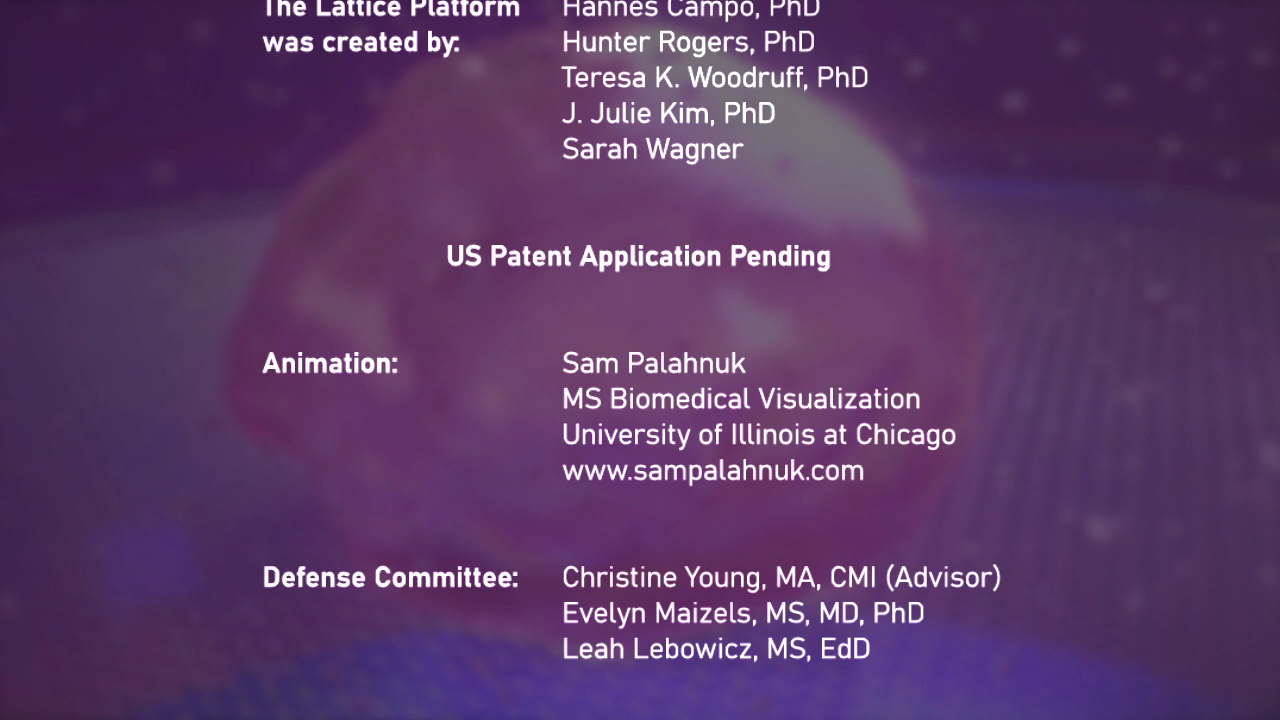 The Lattice Platform Hannes Campo, PhD
was created by: Hunter Rogers, PhD
Teresa K. Woodruff, PhD
J. Julie Kim, PhD
Sarah Wagner
US Patent Application Pending
Animation: Sam Palahnuk
MS Biomedical Visualization
University of Illinois at Chicago
www.sampalahnuk.com
Defense Committee: Christine Young, MA, CMI (Advisor)
Evelyn Maizels, MS, MD, PhD
Leah Lebowicz, MS, EdD